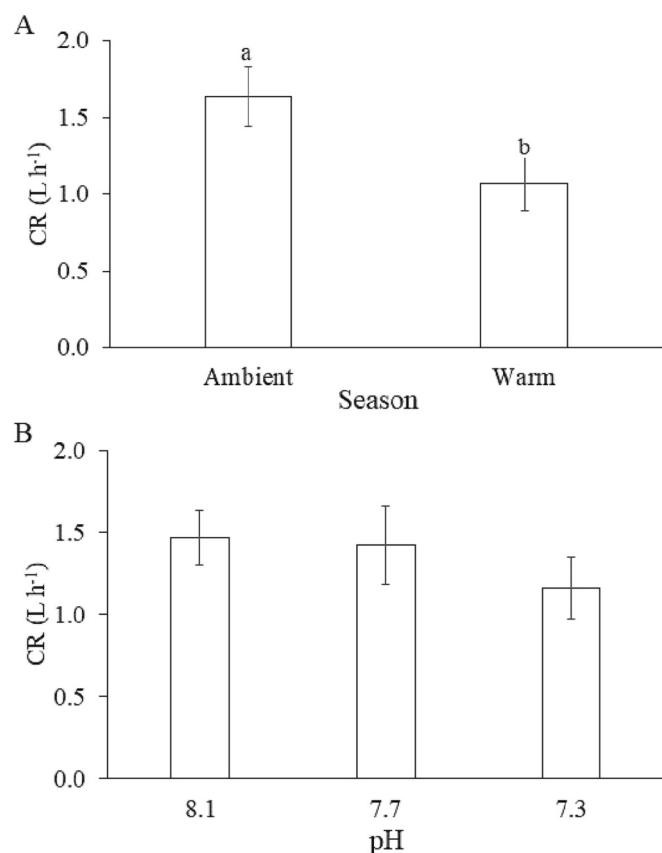 A
2.0
1.5
1.0
0.5
0.0
CR (L h⁻¹)
a
b
Ambient Warm
Season
B
2.0
1.5
1.0
0.5
0.0
CR (L h⁻¹)
8.1 7.7 7.3
pH